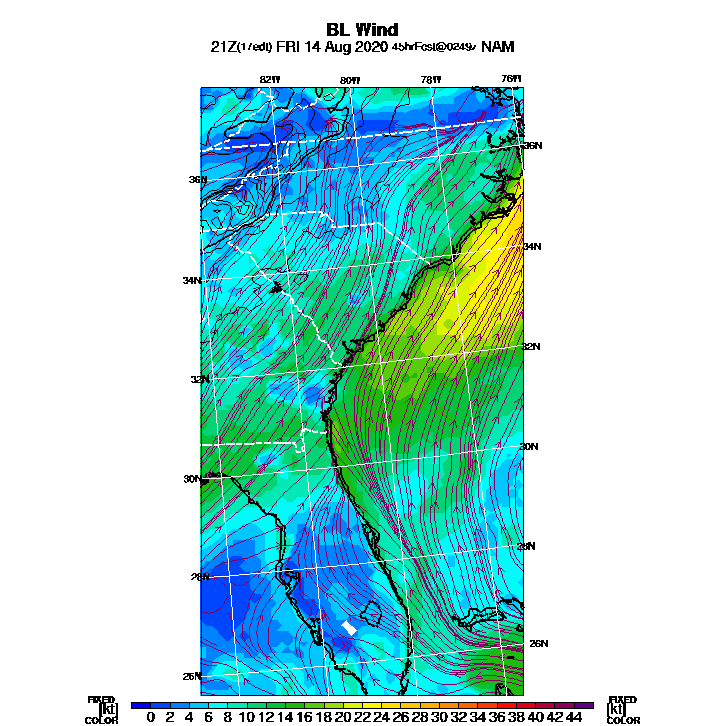 BL Wind
21Z(17edt) FRI 14 Aug 2020 45hrFcst@0249z NAM
82W 80W 78W 76W
36N 36N
34N 34N
32N 32N
30N 30N
28N 28N
26N 26N
FIXED FIXED
[kt] 0 2 4 6 8 10 12 14 16 18 20 22 24 26 28 30 32 34 36 38 40 42 44 [kt]
COLOR COLOR